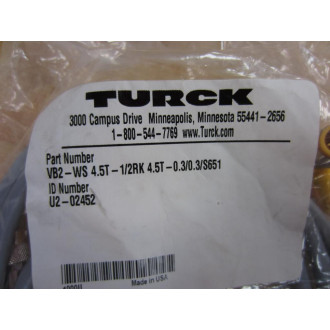 TURCK
3000 Campus Drive Minneapolis, Minnesota 55441-2656
1-800-544-7769 www.Turck.com
Part Number
VB2-WS 4.5T-1/2RK 4.5T-0.3/0.3/S651
ID Number
U2-02452
Made in USA